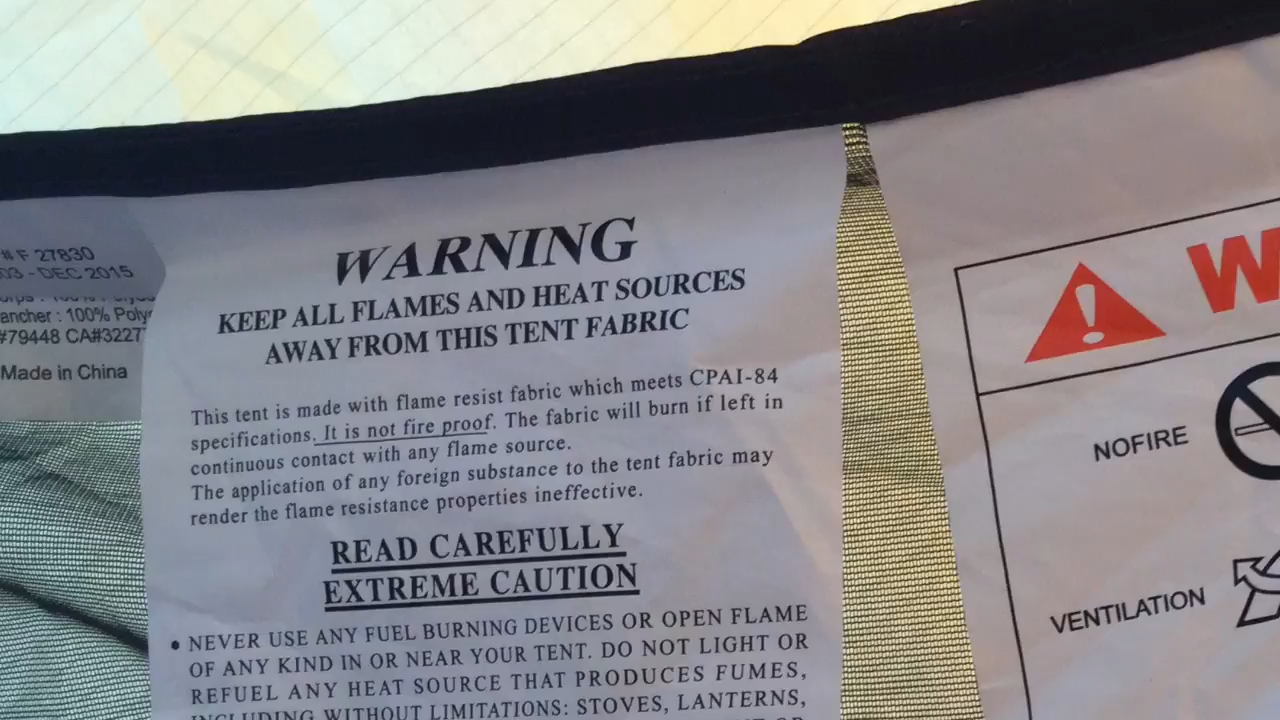 # F 27830
03 - DEC 2015
ancher : 100% Poly
#79448 CA#3227
Made in China
WARNING
KEEP ALL FLAMES AND HEAT SOURCES
AWAY FROM THIS TENT FABRIC
This tent is made with flame resist fabric which meets CPAI-84
specifications. It is not fire proof. The fabric will burn if left in
continuous contact with any flame source.
The application of any foreign substance to the tent fabric may
render the flame resistance properties ineffective.
READ CAREFULLY
EXTREME CAUTION
• NEVER USE ANY FUEL BURNING DEVICES OR OPEN FLAME
OF ANY KIND IN OR NEAR YOUR TENT. DO NOT LIGHT OR
REFUEL ANY HEAT SOURCE THAT PRODUCES FUMES,
INCLUDING WITHOUT LIMITATIONS: STOVES, LANTERNS,
W
NOFIRE
VENTILATION